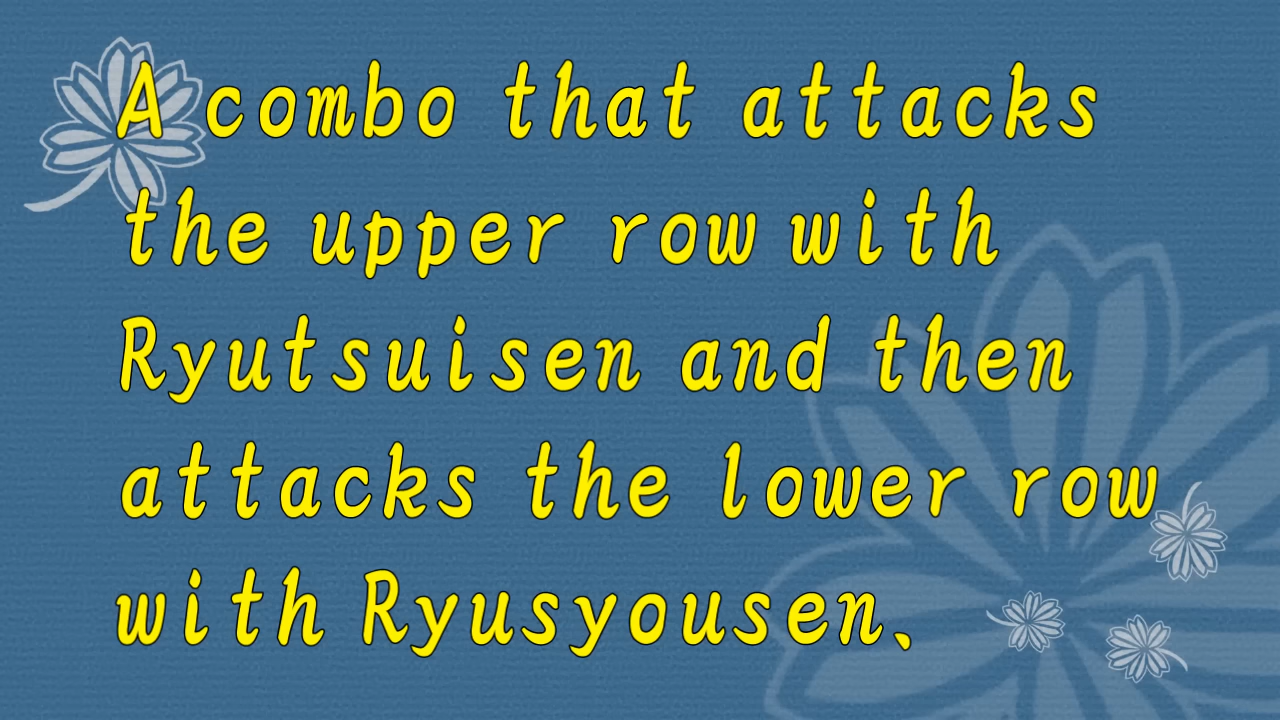 A combo that attacks
the upper row with
Ryutsuisen and then
attacks the lower row
with Ryusyousen、